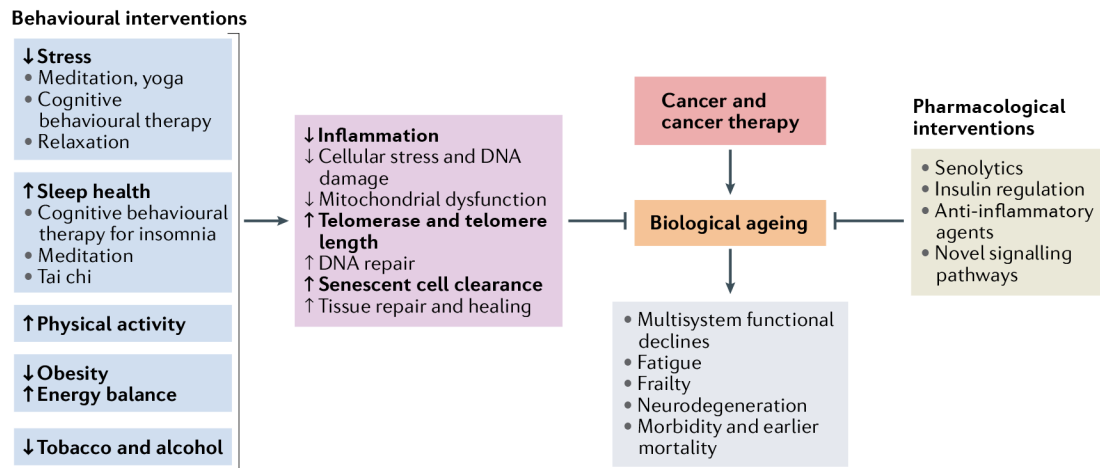 Behavioural interventions
↓Stress
• Meditation, yoga
• Cognitive
behavioural therapy
• Relaxation
↑Sleep health
• Cognitive behavioural
therapy for insomnia
• Meditation
• Tai chi
↑Physical activity
↓Obesity
↑Energy balance
↓Tobacco and alcohol
↓Inflammation
↓Cellular stress and DNA
damage
↓Mitochondrial dysfunction
↑Telomerase and telomere
length
↑DNA repair
↑Senescent cell clearance
↑Tissue repair and healing
Cancer and
cancer therapy
Biological ageing
• Multisystem functional
declines
• Fatigue
• Frailty
• Neurodegeneration
• Morbidity and earlier
mortality
Pharmacological
interventions
• Senolytics
• Insulin regulation
• Anti-inflammatory
agents
• Novel signalling
pathways